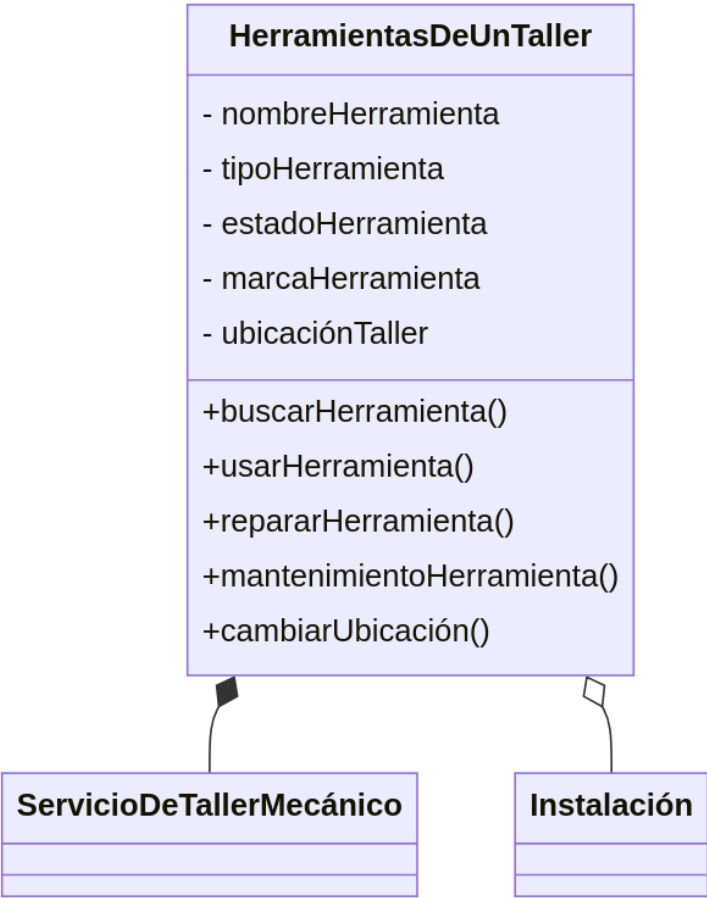 HerramientasDeUnTaller
- nombreHerramienta
- tipoHerramienta
- estadoHerramienta
- marcaHerramienta
- ubicaciónTaller
+buscarHerramienta()
+usarHerramienta()
+repararHerramienta()
+mantenimientoHerramienta()
+cambiarUbicación()
ServicioDeTallerMecánico
Instalación